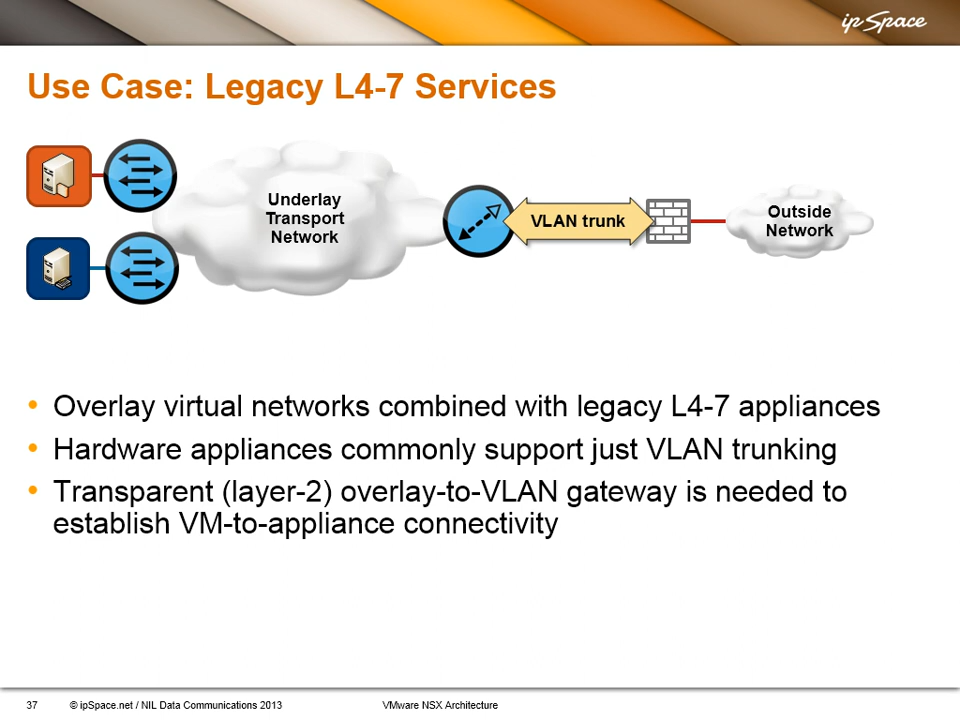 ipSpace
Use Case: Legacy L4-7 Services
Underlay
Transport
Network
VLAN trunk
Outside
Network
• Overlay virtual networks combined with legacy L4-7 appliances
• Hardware appliances commonly support just VLAN trunking
• Transparent (layer-2) overlay-to-VLAN gateway is needed to
establish VM-to-appliance connectivity
37 © ipSpace.net / NIL Data Communications 2013 VMware NSX Architecture